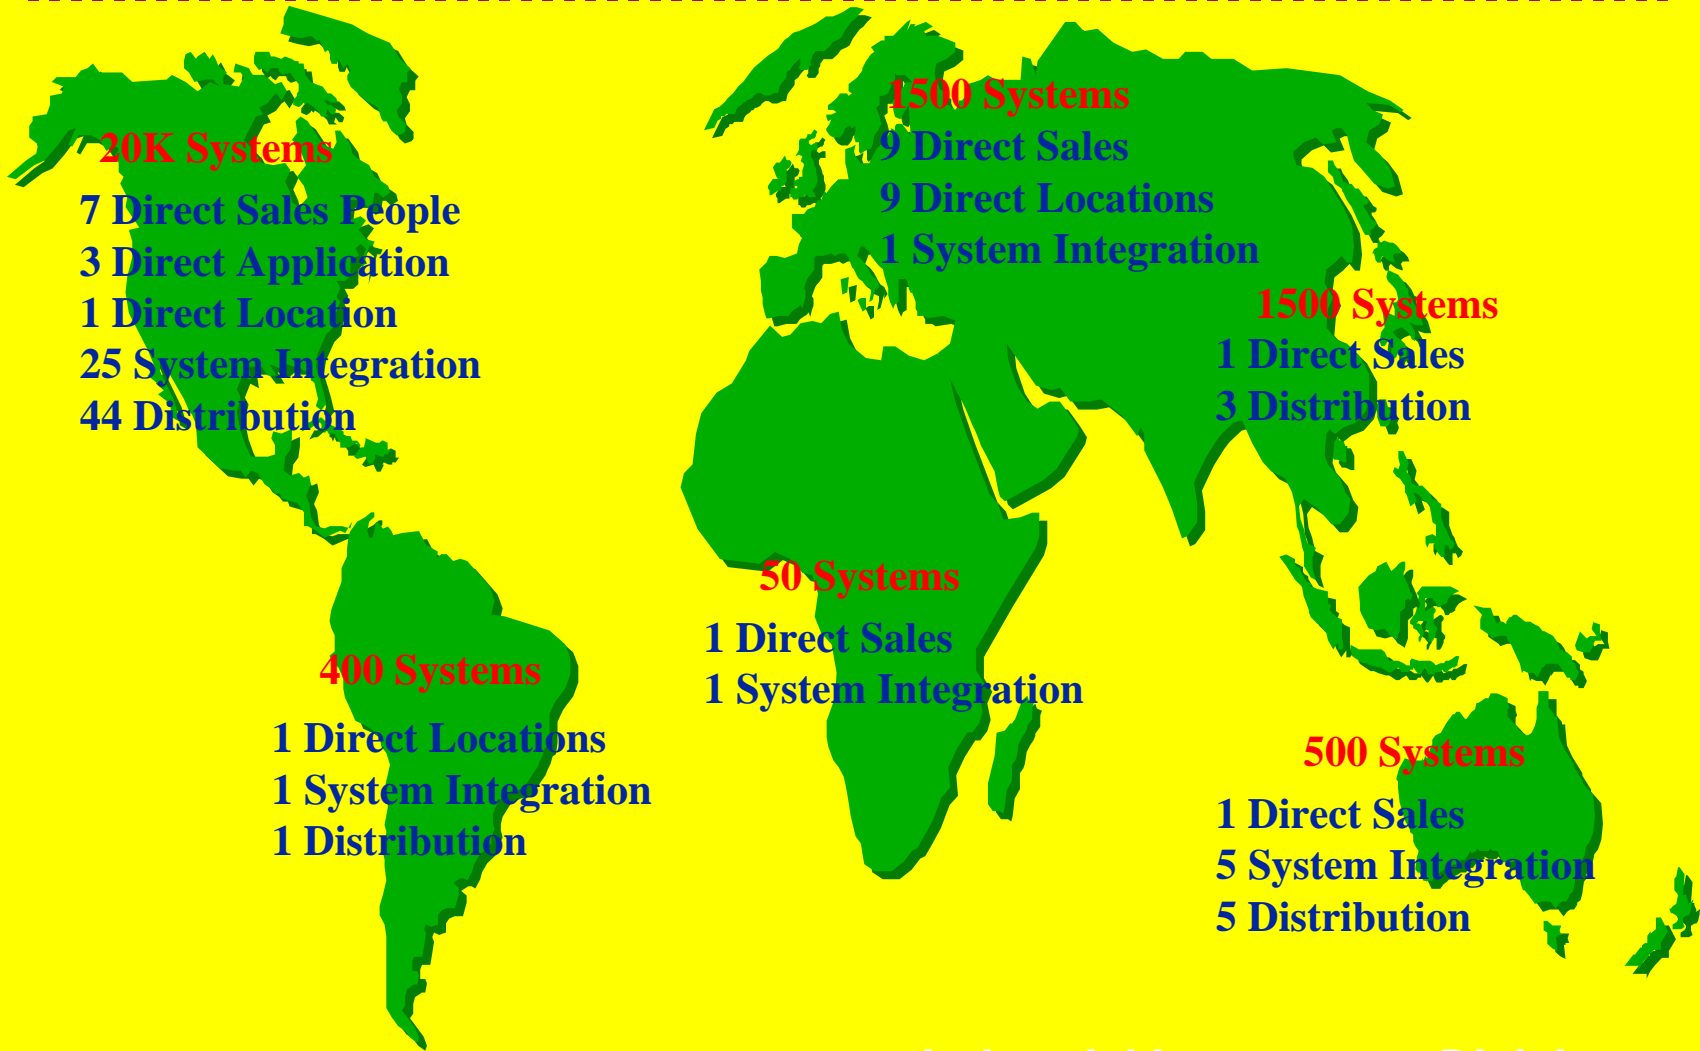 20K Systems
7 Direct Sales People
3 Direct Application
1 Direct Location
25 System Integration
44 Distribution
1500 Systems
9 Direct Sales
9 Direct Locations
1 System Integration
1500 Systems
1 Direct Sales
3 Distribution
50 Systems
1 Direct Sales
1 System Integration
400 Systems
1 Direct Locations
1 System Integration
1 Distribution
500 Systems
1 Direct Sales
5 System Integration
5 Distribution